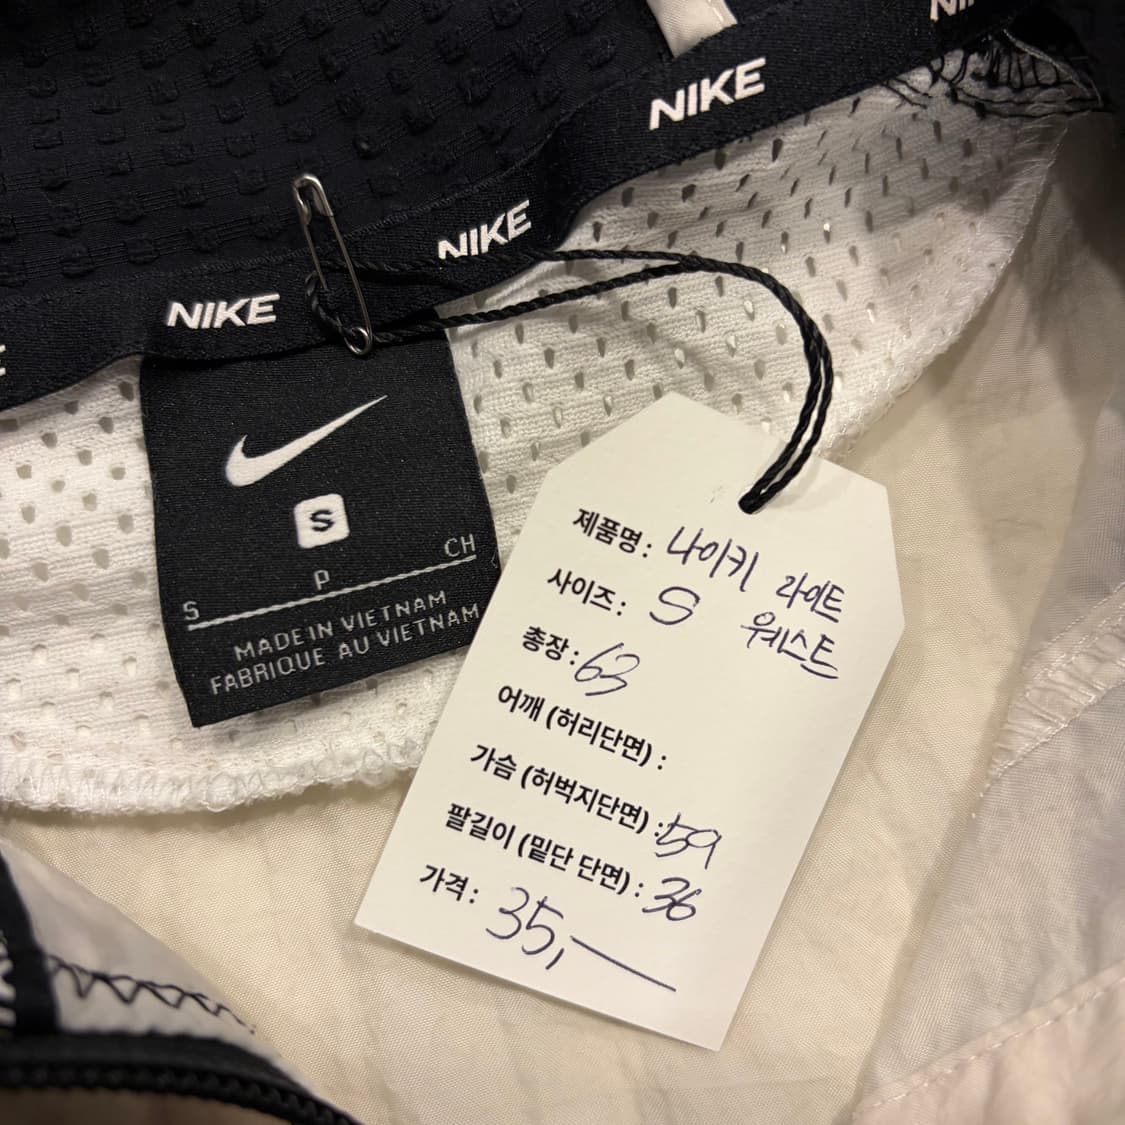 NIKE
NIKE
NIKE
S
CH
P
S
MADE IN VIETNAM
FABRIQUE AU VIETNAM
제품명: 나이키 라이트
웨스트
사이즈: S
총장: 63
어깨 (허리단면) :
가슴 (허벅지단면) : 59
팔길이 (밑단 단면) : 36
가격: 35,—